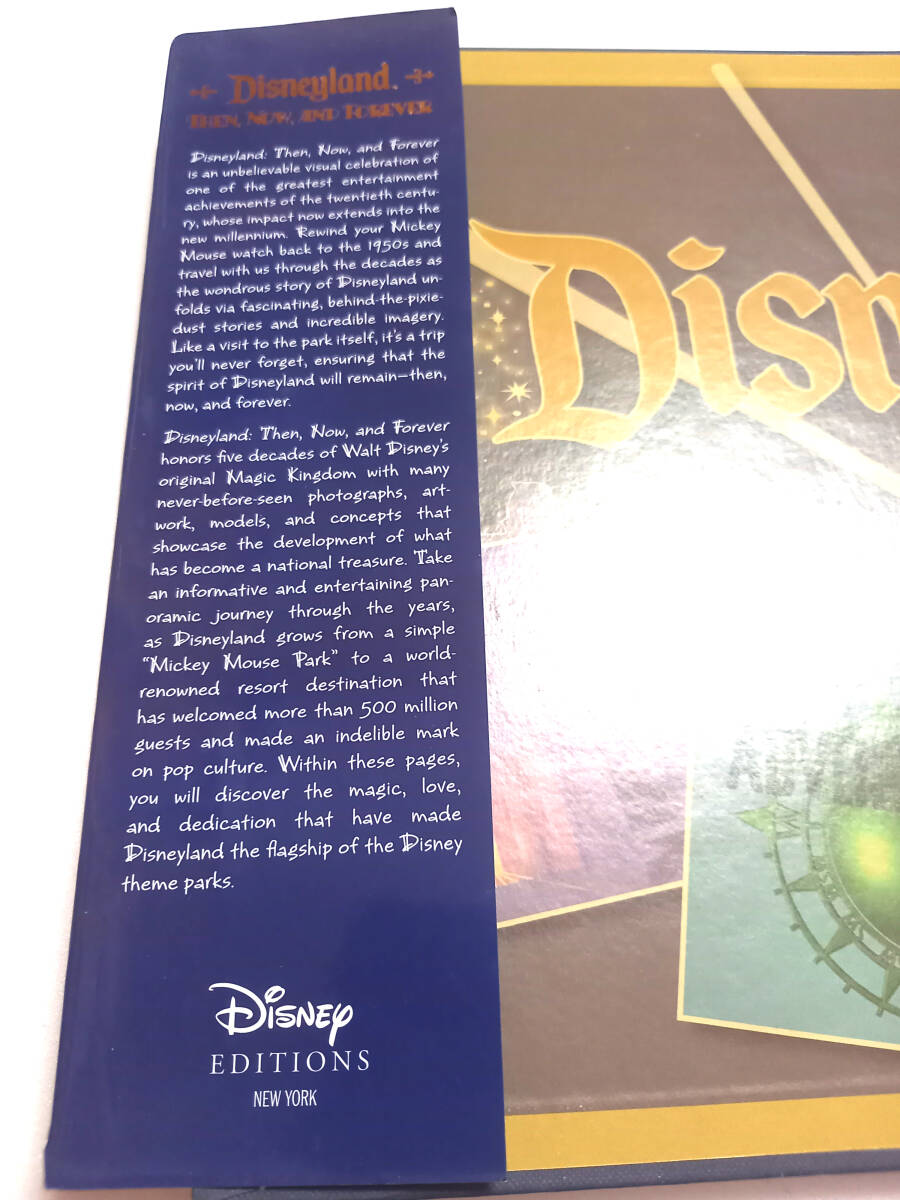 Disneyland
THEN, NOW, AND FOREVER
Disneyland: Then, Now, and Forever
is an unbelievable visual celebration of
one of the greatest entertainment
achievements of the twentieth centu-
ry, whose impact now extends into the
new millennium. Rewind your Mickey
Mouse watch back to the 1950s and
travel with us through the decades as
the wondrous story of Disneyland un-
folds via fascinating, behind-the-pixie-
dust stories and incredible imagery.
Like a visit to the park itself, it's a trip
you'll never forget, ensuring that the
spirit of Disneyland will remain—then,
now, and forever.
Disneyland: Then, Now, and Forever
honors five decades of Walt Disney's
original Magic Kingdom with many
never-before-seen photographs, art-
work, models, and concepts that
showcase the development of what
has become a national treasure. Take
an informative and entertaining pan-
oramic journey through the years,
as Disneyland grows from a simple
"Mickey Mouse Park" to a world-
renowned resort destination that
has welcomed more than 500 million
guests and made an indelible mark
on pop culture. Within these pages,
you will discover the magic, love,
and dedication that have made
Disneyland the flagship of the Disney
theme parks.
Disney
EDITIONS
NEW YORK
Disn
W